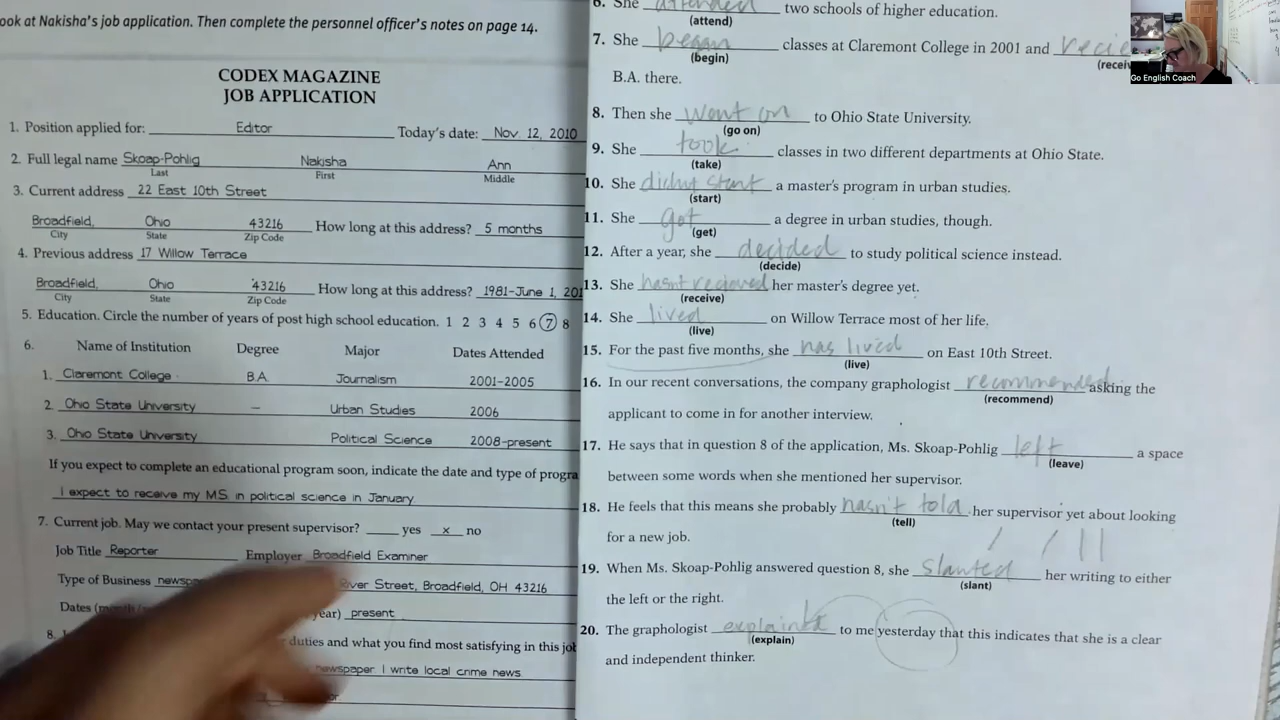 ook at Nakisha's job application. Then complete the personnel officer's notes on page 14.
CODEX MAGAZINE
JOB APPLICATION
1. Position applied for: Editor Today's date: Nov. 12, 2010
2. Full legal name Skoap-Pohlig Nakisha Ann
Last First Middle
3. Current address 22 East 10th Street
Broadfield, Ohio 43216 How long at this address? 5 months
City State Zip Code
4. Previous address 17 Willow Terrace
Broadfield, Ohio 43216 How long at this address? 1981-June 1, 201
City State Zip Code
5. Education. Circle the number of years of post high school education. 1 2 3 4 5 6 7 8
6. Name of Institution Degree Major Dates Attended
1. Claremont College B.A. Journalism 2001-2005
2. Ohio State University – Urban Studies 2006
3. Ohio State University Political Science 2008-present
If you expect to complete an educational program soon, indicate the date and type of progra
I expect to receive my M.S. in political science in January
7. Current job. May we contact your present supervisor? yes x no
Job Title Reporter Employer Broadfield Examiner
Type of Business newsp River Street, Broadfield, OH 43216
Dates (month year) present
8. duties and what you find most satisfying in this job
newspaper. I write local crime news
6. She attended two schools of higher education.
(attend)
7. She began classes at Claremont College in 2001 and recie
(begin) (receiv
B.A. there.
8. Then she went on to Ohio State University.
(go on)
9. She took classes in two different departments at Ohio State.
(take)
10. She start a master's program in urban studies.
(start)
11. She got a degree in urban studies, though.
(get)
12. After a year, she decided to study political science instead.
(decide)
13. She hasn't recieved her master's degree yet.
(receive)
14. She lived on Willow Terrace most of her life.
(live)
15. For the past five months, she has lived on East 10th Street.
(live)
16. In our recent conversations, the company graphologist recommended asking the
(recommend)
applicant to come in for another interview.
17. He says that in question 8 of the application, Ms. Skoap-Pohlig left a space
(leave)
between some words when she mentioned her supervisor.
18. He feels that this means she probably hasn't told her supervisor yet about looking
(tell)
for a new job.
19. When Ms. Skoap-Pohlig answered question 8, she slanted her writing to either
(slant)
the left or the right.
20. The graphologist explained to me yesterday that this indicates that she is a clear
(explain)
and independent thinker.
Go English Coach